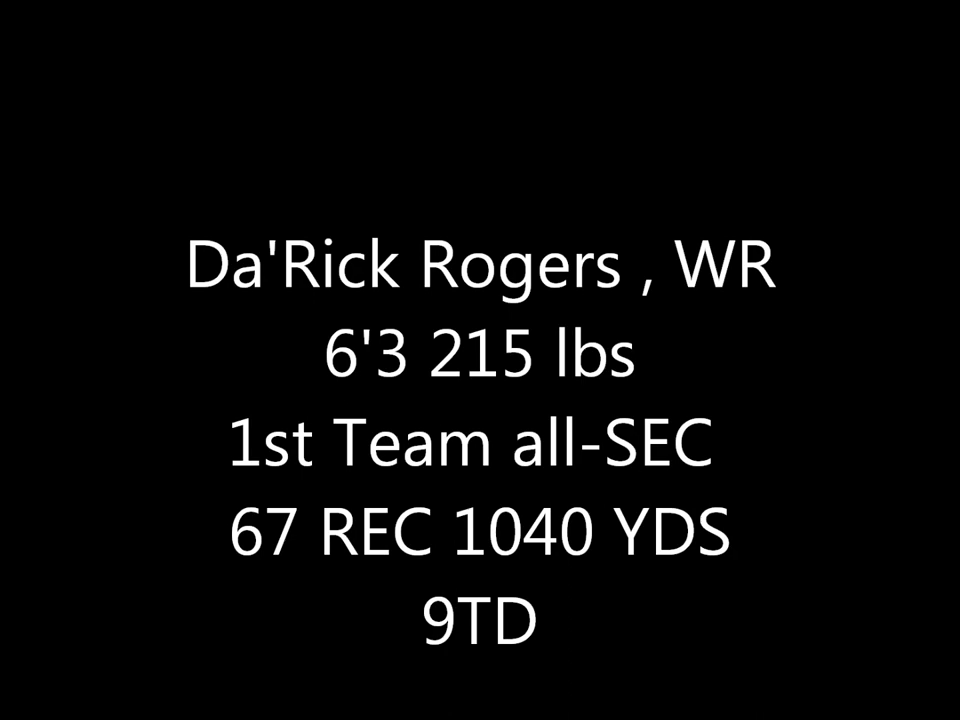 Da'Rick Rogers , WR
6'3 215 lbs
1st Team all-SEC
67 REC 1040 YDS
9TD